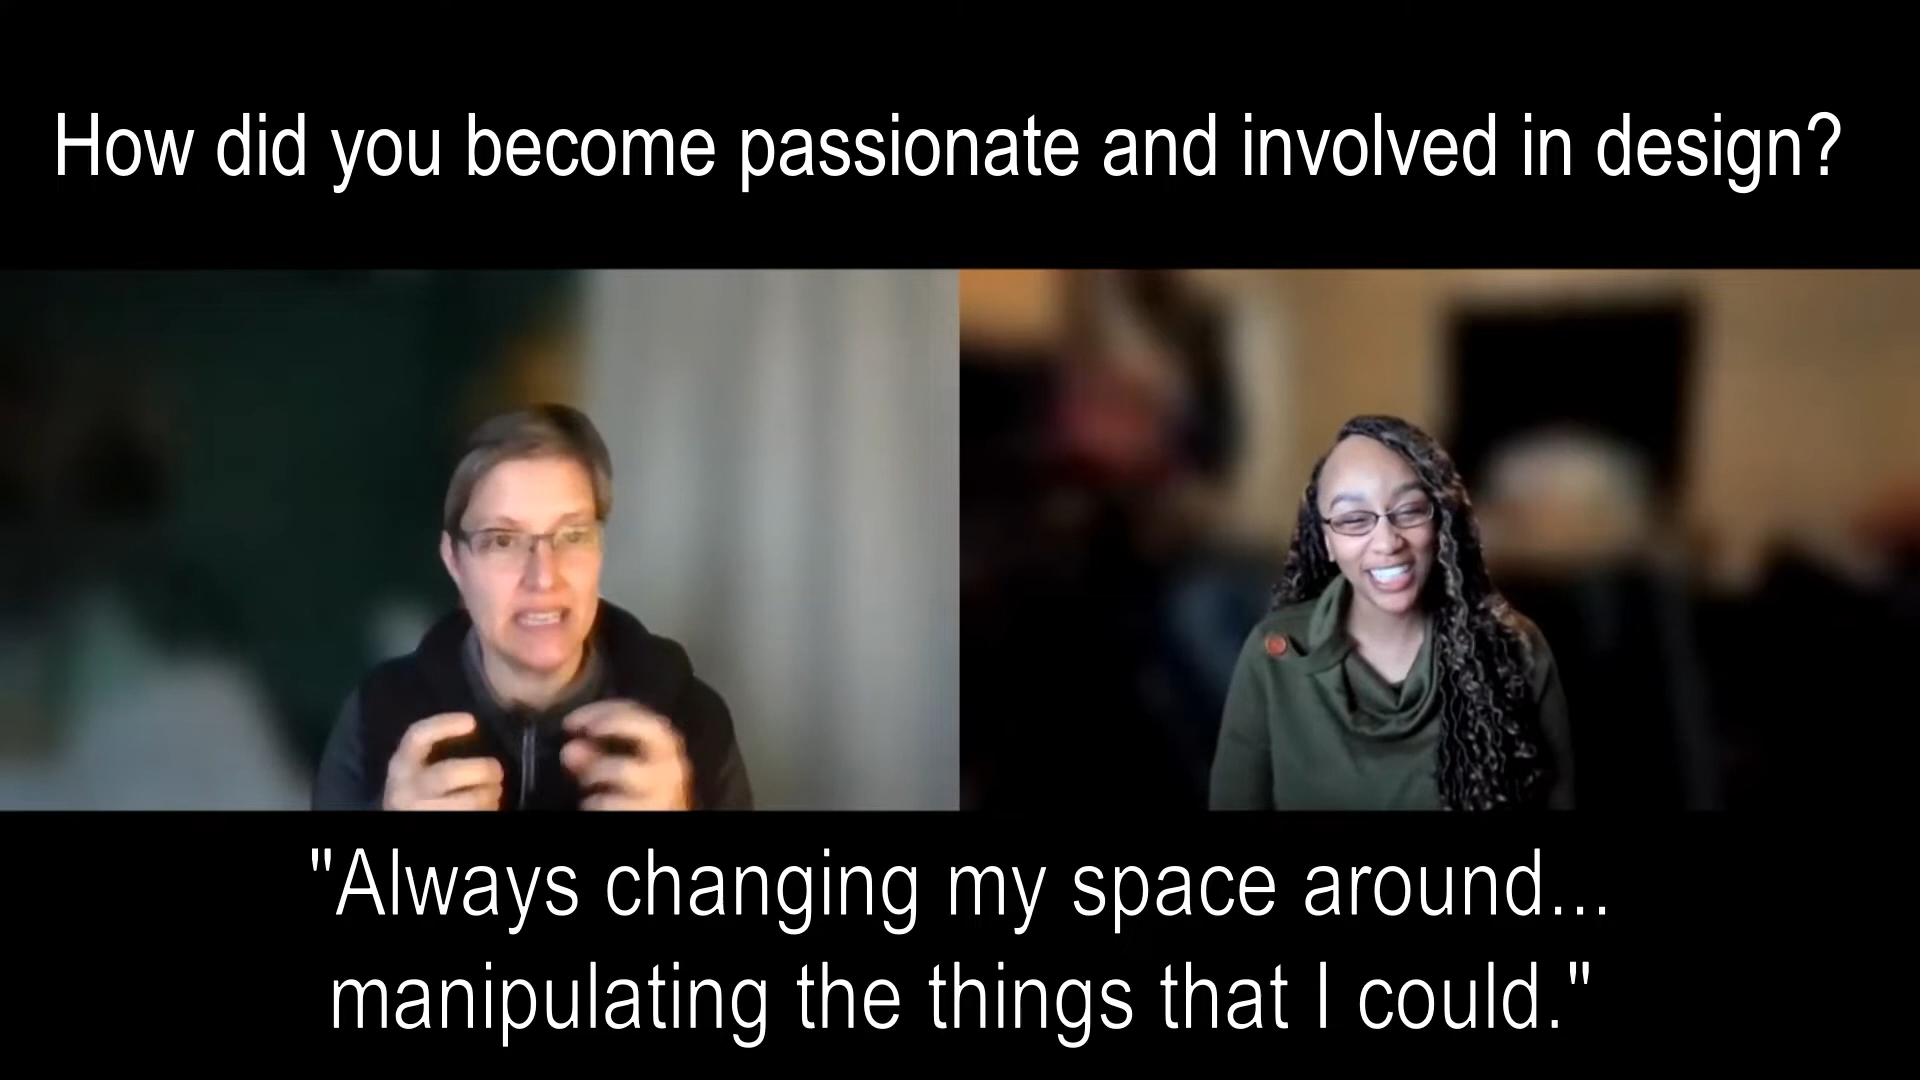 How did you become passionate and involved in design?
"Always changing my space around...
manipulating the things that I could."